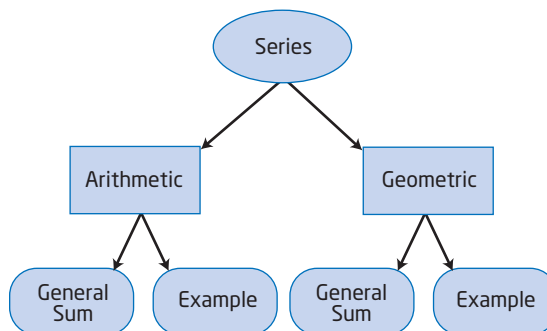 Series
Arithmetic
Geometric
General
Sum
Example
General
Sum
Example